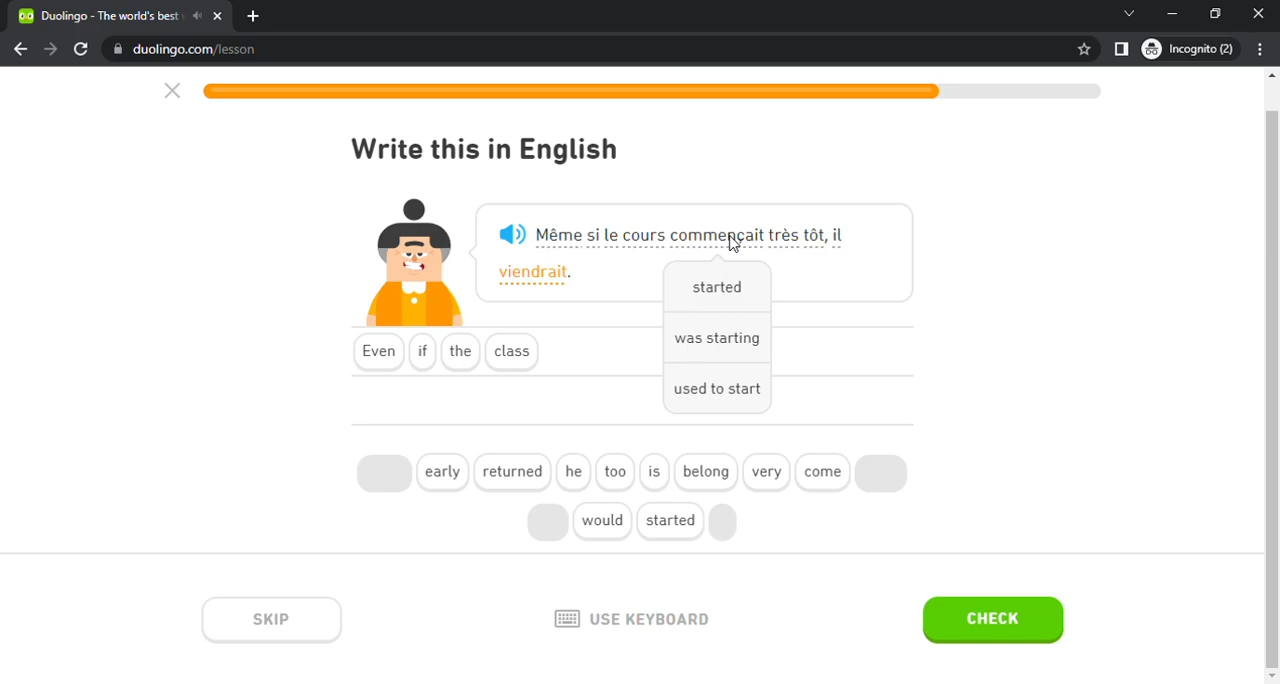 Duolingo - The world's best
duolingo.com/lesson
Incognito (2)
Write this in English
Même si le cours commençait très tôt, il
viendrait.
started
was starting
used to start
Even if the class
early returned he too is belong very come
would started
SKIP
USE KEYBOARD
CHECK